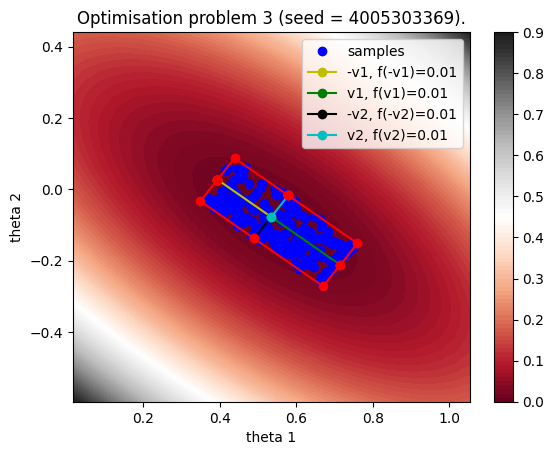 Optimisation problem 3 (seed = 4005303369).
samples
-v1, f(-v1)=0.01
v1, f(v1)=0.01
-v2, f(-v2)=0.01
v2, f(v2)=0.01
theta 2
0.4
0.2
0.0
−0.2
−0.4
0.2
0.4
0.6
0.8
1.0
theta 1
0.9
0.8
0.7
0.6
0.5
0.4
0.3
0.2
0.1
0.0